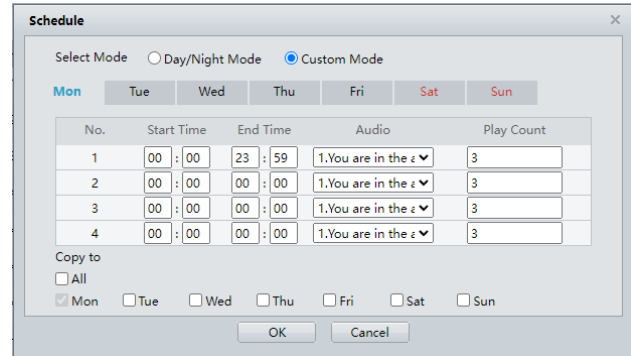 Schedule
Select Mode Day/Night Mode Custom Mode
Mon Tue Wed Thu Fri Sat Sun
No. Start Time End Time Audio Play Count
1 00 : 00 23 : 59 1.You are in the 3
2 00 : 00 00 : 00 1.You are in the 3
3 00 : 00 00 : 00 1.You are in the 3
4 00 : 00 00 : 00 1.You are in the 3
Copy to
All
Mon Tue Wed Thu Fri Sat Sun
OK Cancel